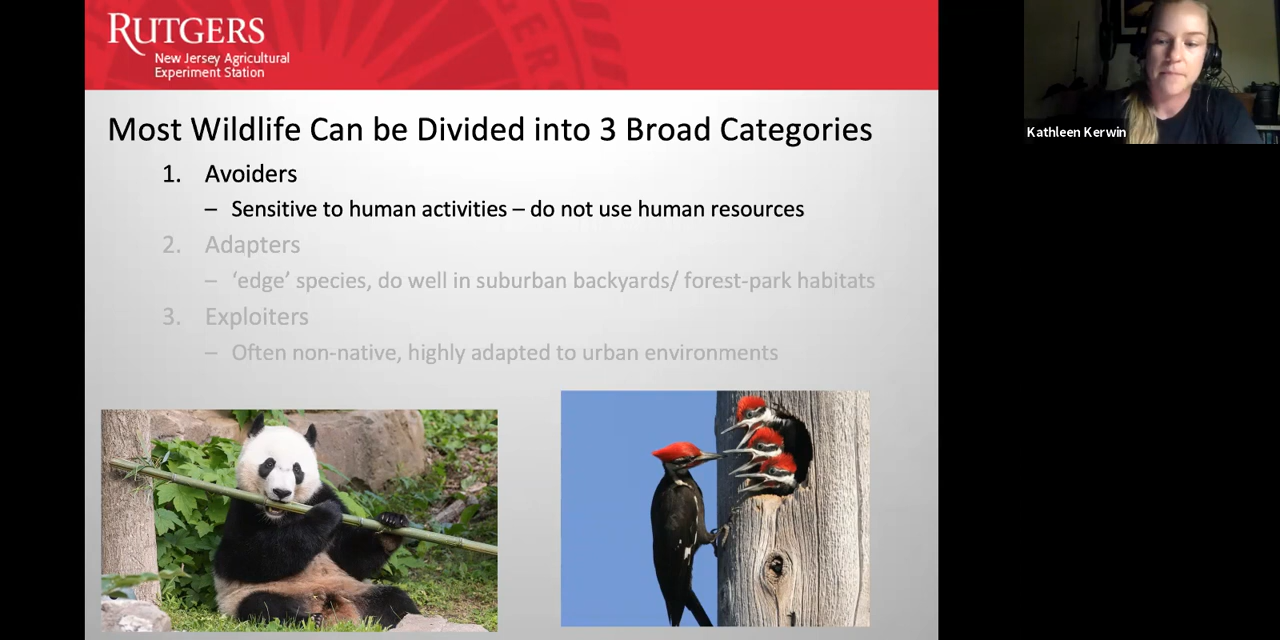 RUTGERS
New Jersey Agricultural
Experiment Station
Most Wildlife Can be Divided into 3 Broad Categories
1. Avoiders
– Sensitive to human activities – do not use human resources
2. Adapters
– ‘edge’ species, do well in suburban backyards/ forest-park habitats
3. Exploiters
– Often non-native, highly adapted to urban environments
Kathleen Kerwin